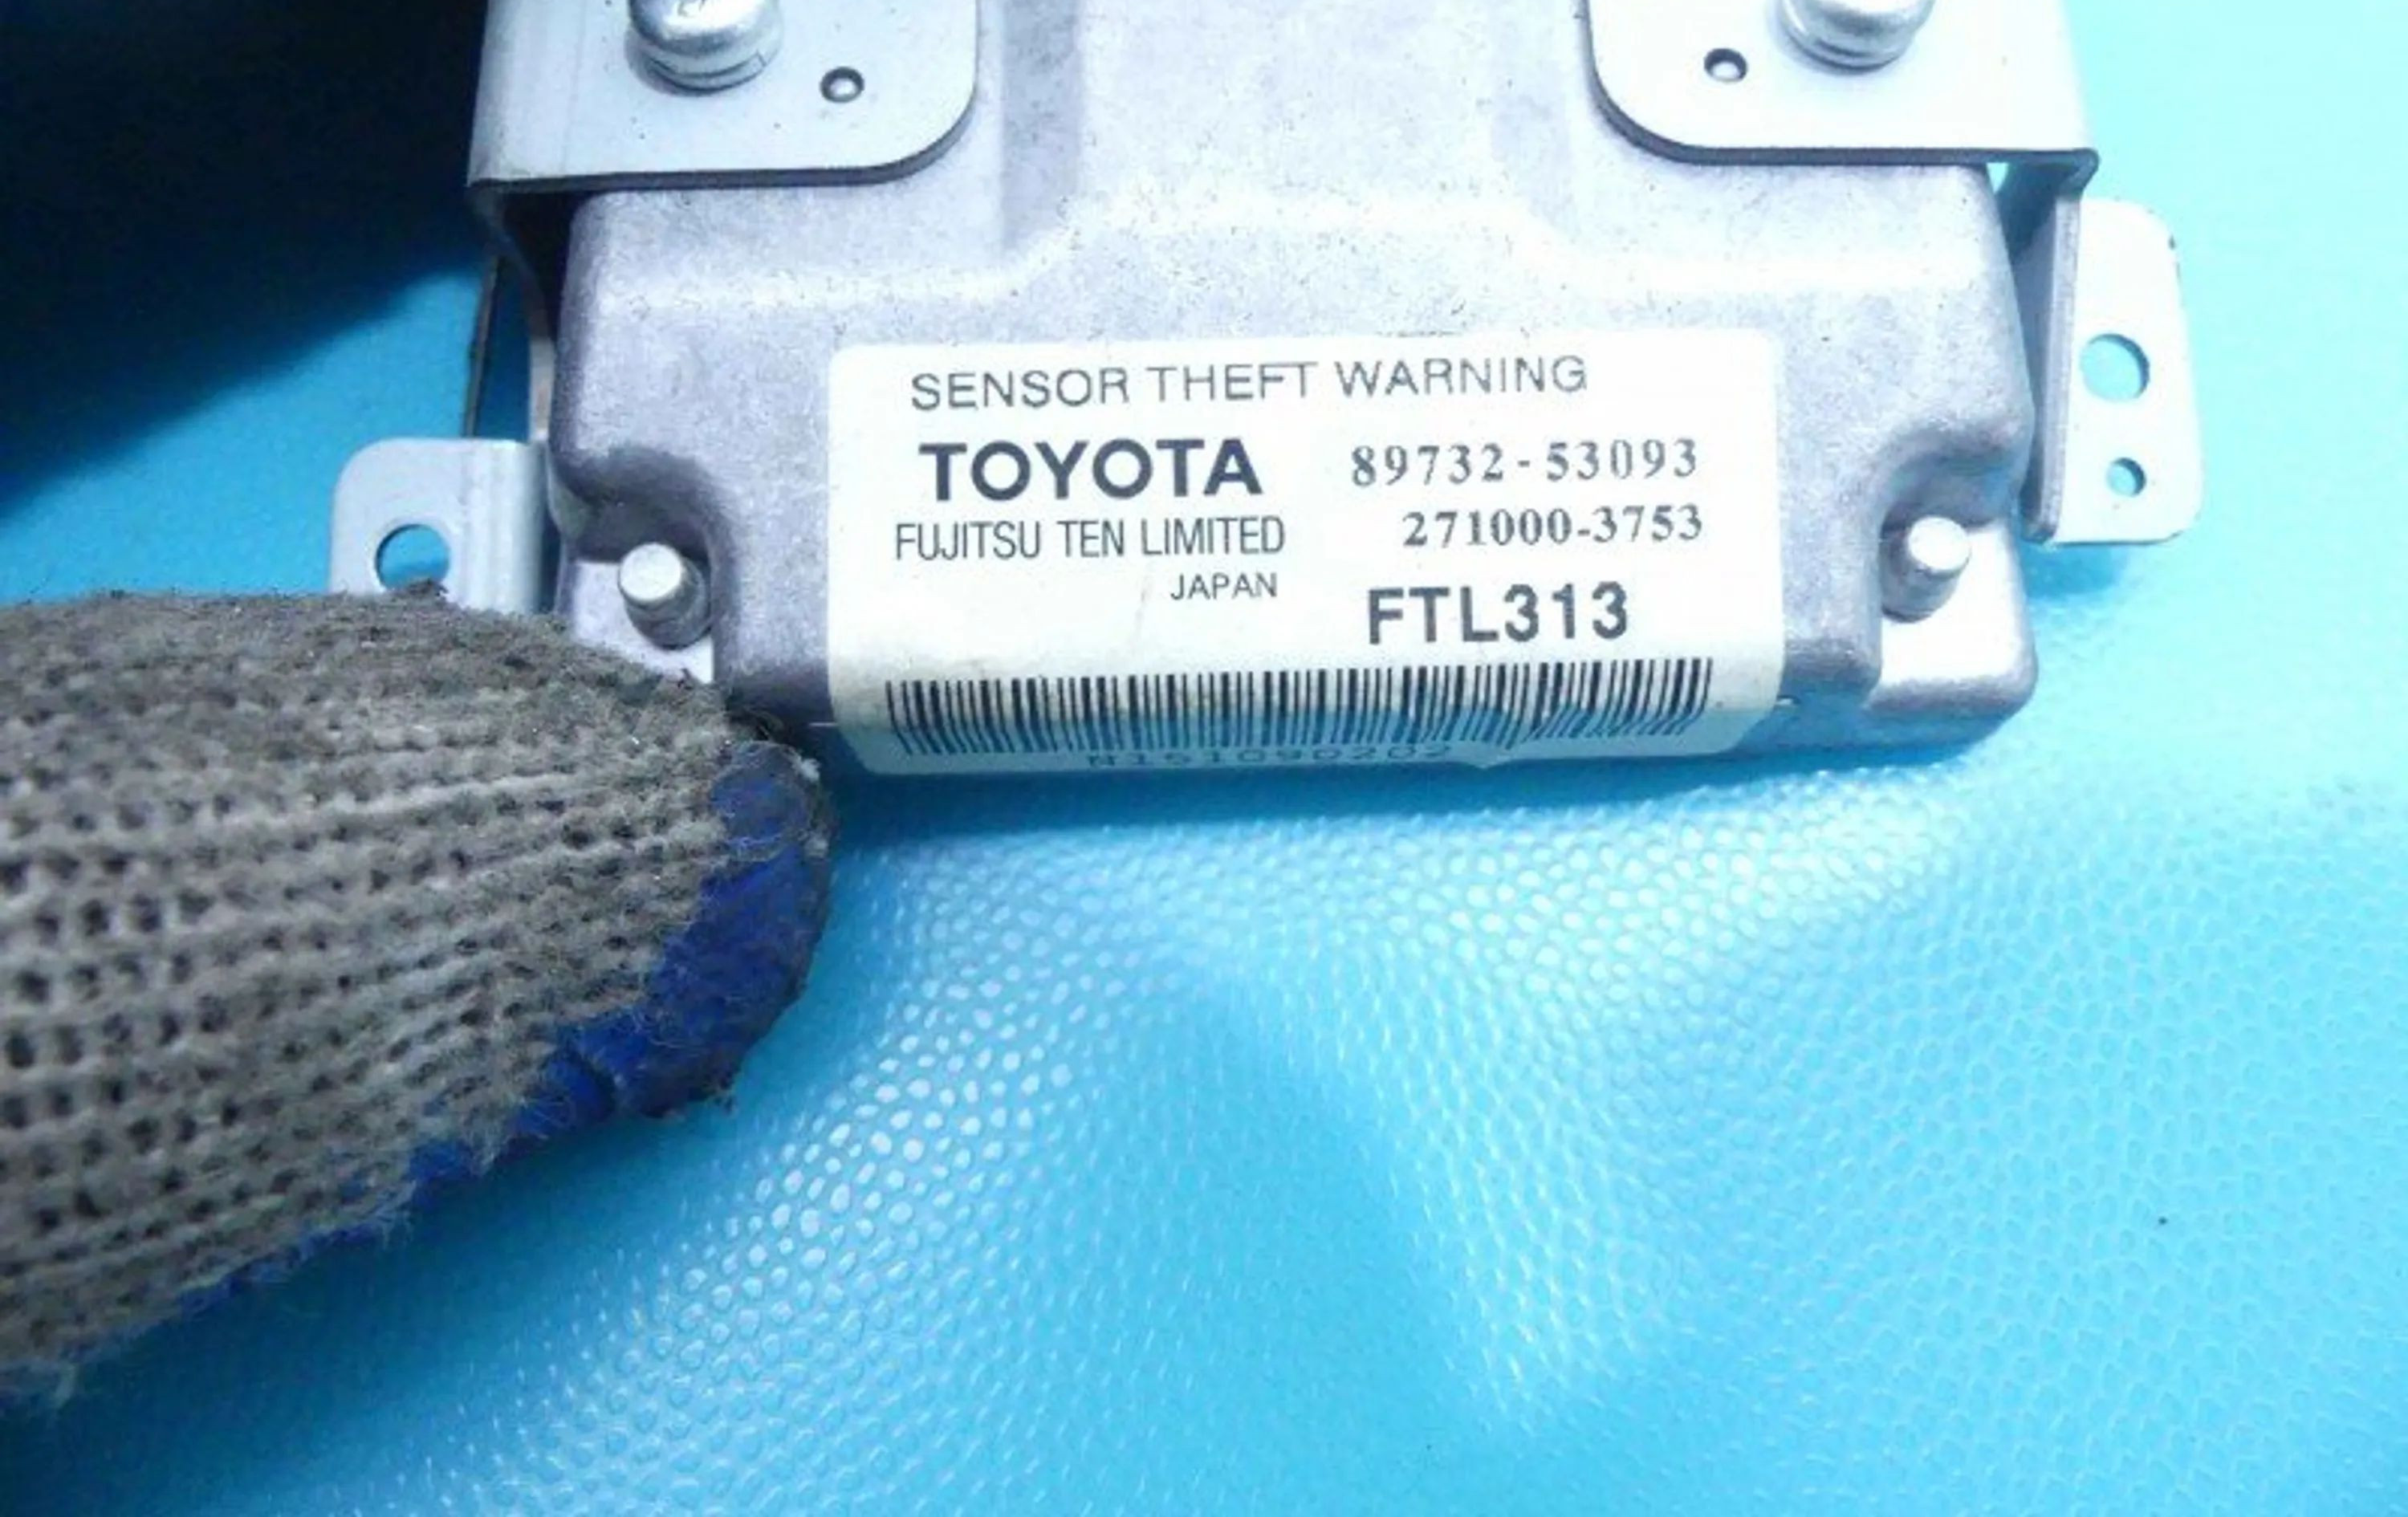 SENSOR THEFT WARNING
TOYOTA 89732-53093
FUJITSU TEN LIMITED 271000-3753
JAPAN FTL313